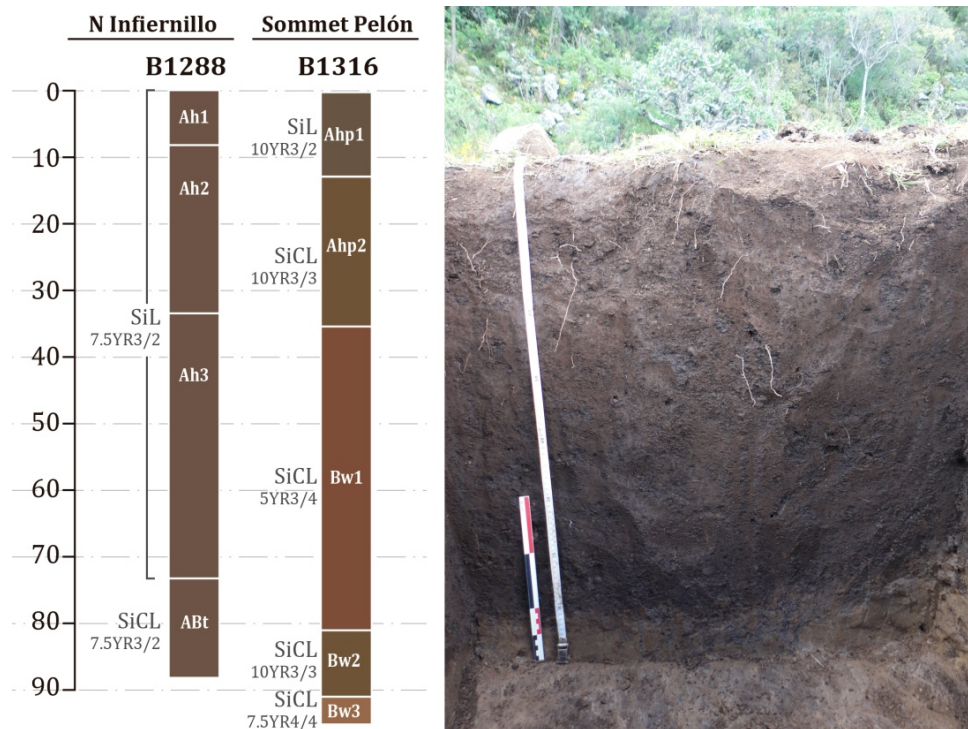 N Infiernillo
Sommet Pelón
B1288
B1316
0
10
20
30
40
50
60
70
80
90
Ah1
Ah2
SiL
7.5YR3/2
Ah3
SiCL
7.5YR3/2
ABt
SiL
10YR3/2
Ahp1
SiCL
10YR3/3
Ahp2
SiCL
5YR3/4
Bw1
SiCL
10YR3/3
Bw2
SiCL
7.5YR4/4
Bw3